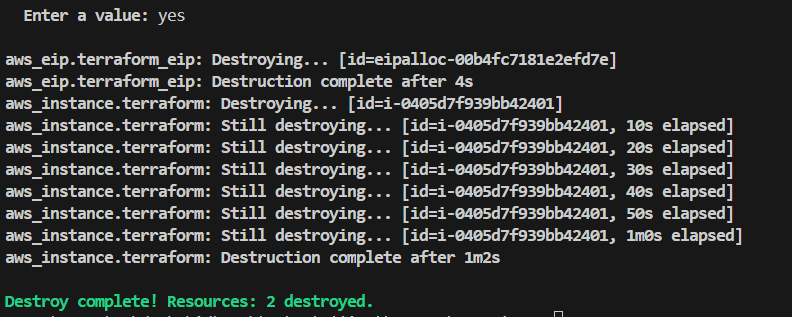 Enter a value: yes
aws_eip.terraform_eip: Destroying... [id=eipalloc-00b4fc7181e2efd7e]
aws_eip.terraform_eip: Destruction complete after 4s
aws_instance.terraform: Destroying... [id=i-0405d7f939bb42401]
aws_instance.terraform: Still destroying... [id=i-0405d7f939bb42401, 10s elapsed]
aws_instance.terraform: Still destroying... [id=i-0405d7f939bb42401, 20s elapsed]
aws_instance.terraform: Still destroying... [id=i-0405d7f939bb42401, 30s elapsed]
aws_instance.terraform: Still destroying... [id=i-0405d7f939bb42401, 40s elapsed]
aws_instance.terraform: Still destroying... [id=i-0405d7f939bb42401, 50s elapsed]
aws_instance.terraform: Still destroying... [id=i-0405d7f939bb42401, 1m0s elapsed]
aws_instance.terraform: Destruction complete after 1m2s
Destroy complete! Resources: 2 destroyed.